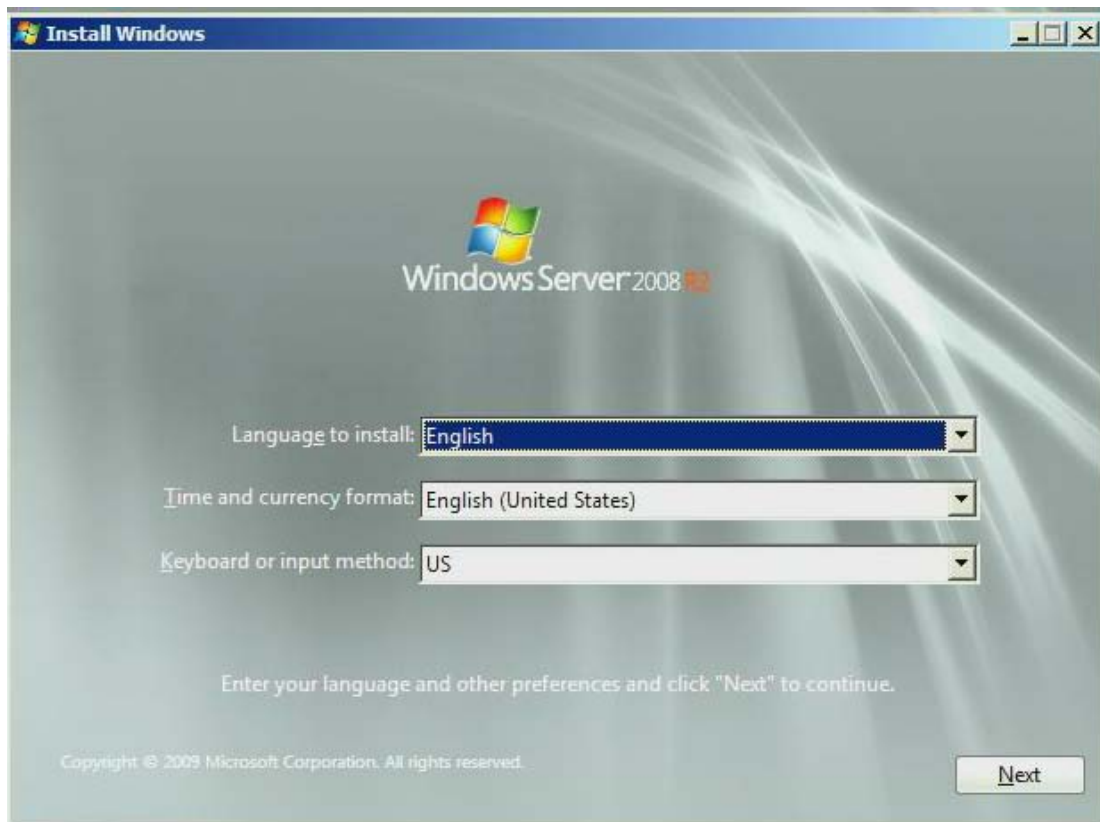 Install Windows
Windows Server 2008 R2
Language to install: English
Time and currency format: English (United States)
Keyboard or input method: US
Enter your language and other preferences and click "Next" to continue.
Copyright © 2009 Microsoft Corporation. All rights reserved.
Next